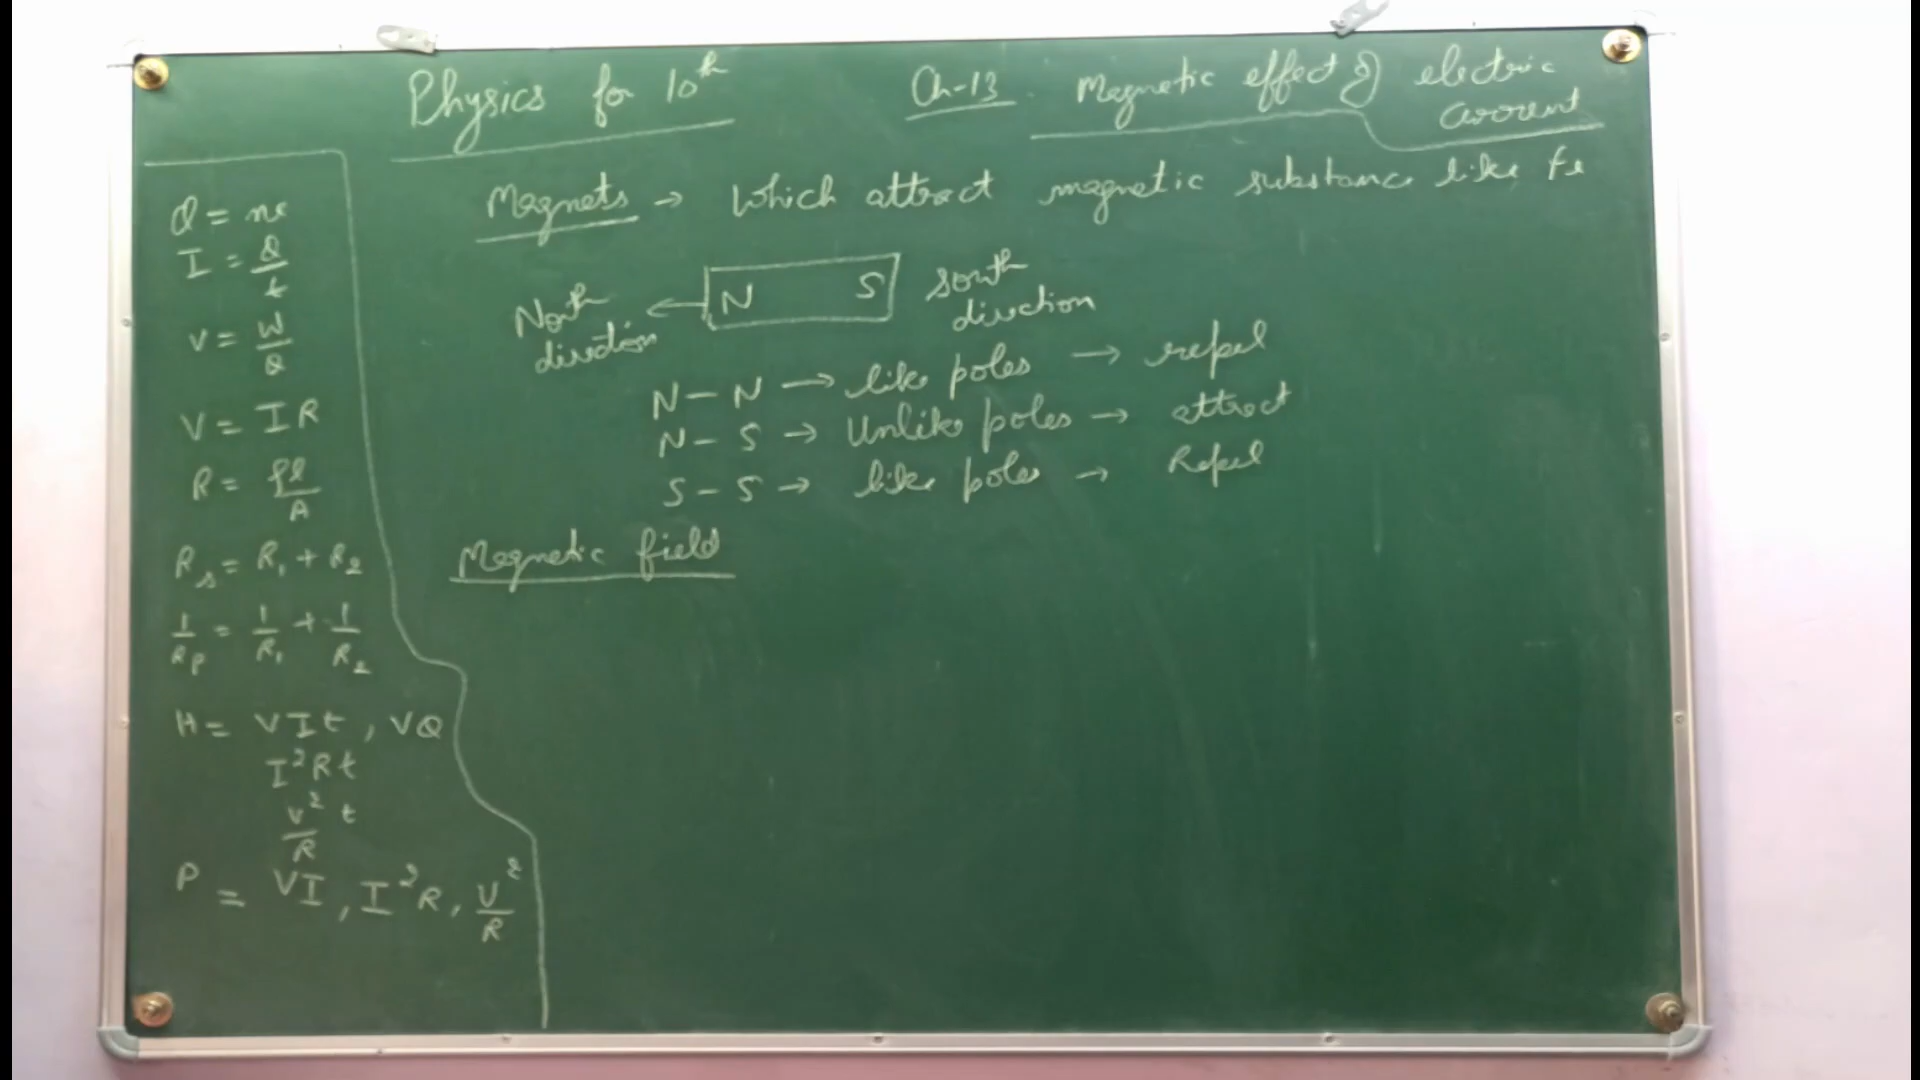 Physics for 10th
Ch-13 Magnetic effect of electric
current
Q = ne
I = Q/t
V = W/Q
V = IR
R = ρl/A
Rs = R1 + R2
1/Rp = 1/R1 + 1/R2
H = VIt, VQ
I²Rt
V²/R t
P = VI, I²R, V²/R
Magnets → Which attract magnetic substance like Fe
North direction ← N S South direction
N - N → like poles → repel
N - S → Unlike poles → attract
S - S → like poles → Repel
Magnetic field